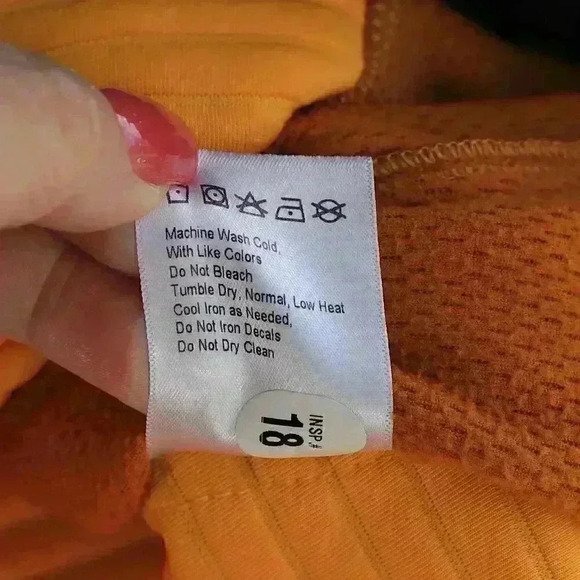 Machine Wash Cold,
With Like Colors
Do Not Bleach
Tumble Dry, Normal, Low Heat
Cool Iron as Needed,
Do Not Iron Decals
Do Not Dry Clean
INSP.#
18